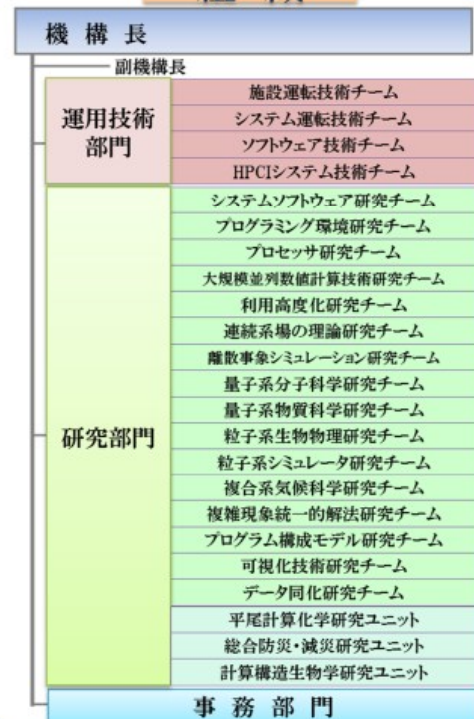 機構長
副機構長
運用技術
部門
施設運転技術チーム
システム運転技術チーム
ソフトウェア技術チーム
HPCIシステム技術チーム
研究部門
システムソフトウェア研究チーム
プログラミング環境研究チーム
プロセッサ研究チーム
大規模並列数値計算技術研究チーム
利用高度化研究チーム
連続系場の理論研究チーム
離散事象シミュレーション研究チーム
量子系分子科学研究チーム
量子系物質科学研究チーム
粒子系生物物理研究チーム
粒子系シミュレータ研究チーム
複合系気候科学研究チーム
複雑現象統一的解法研究チーム
プログラム構成モデル研究チーム
可視化技術研究チーム
データ同化研究チーム
平尾計算化学研究ユニット
総合防災・減災研究ユニット
計算構造生物学研究ユニット
事務部門